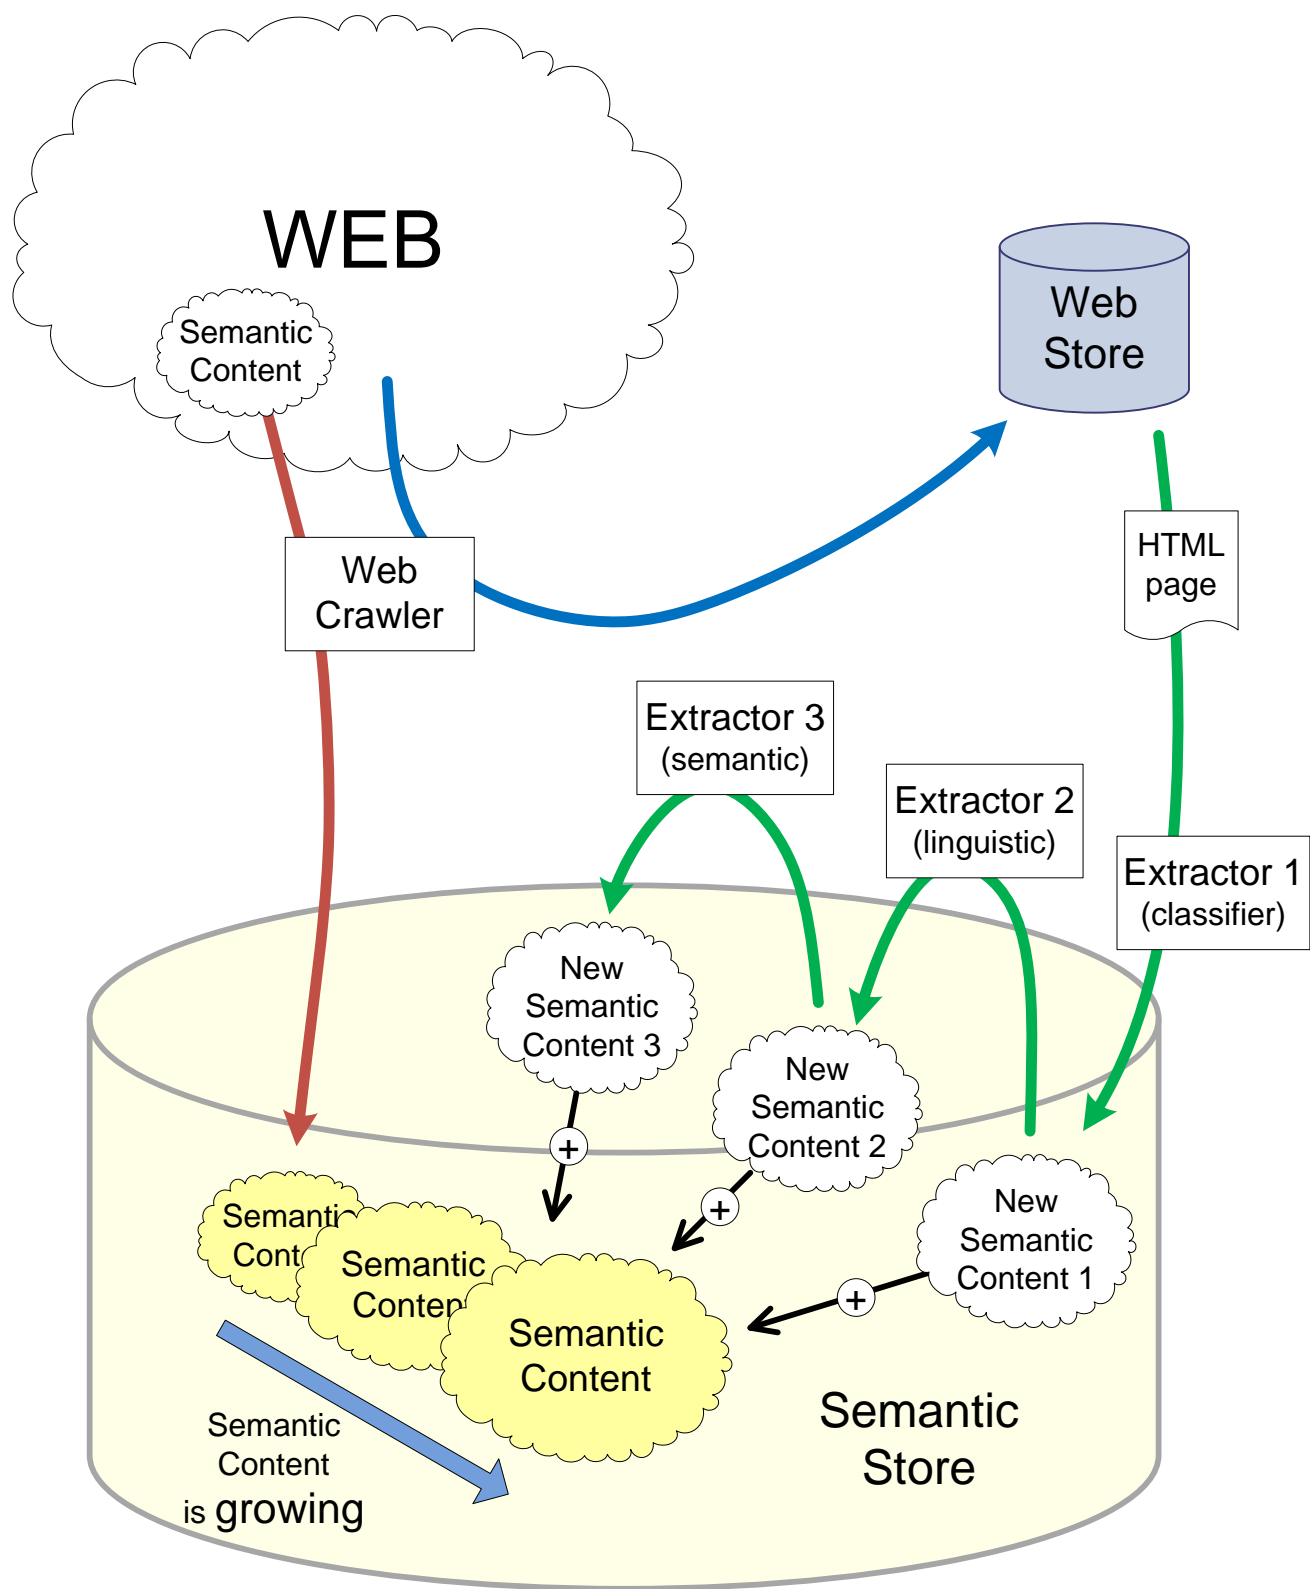 WEB
Semantic
Content
Web
Store
Web
Crawler
HTML
page
Extractor 3
(semantic)
Extractor 2
(linguistic)
Extractor 1
(classifier)
New
Semantic
Content 3
New
Semantic
Content 2
New
Semantic
Content 1
+
+
+
Semantic
Content
Semantic
Content
Semantic
Content
Semantic
Content
is growing
Semantic
Store